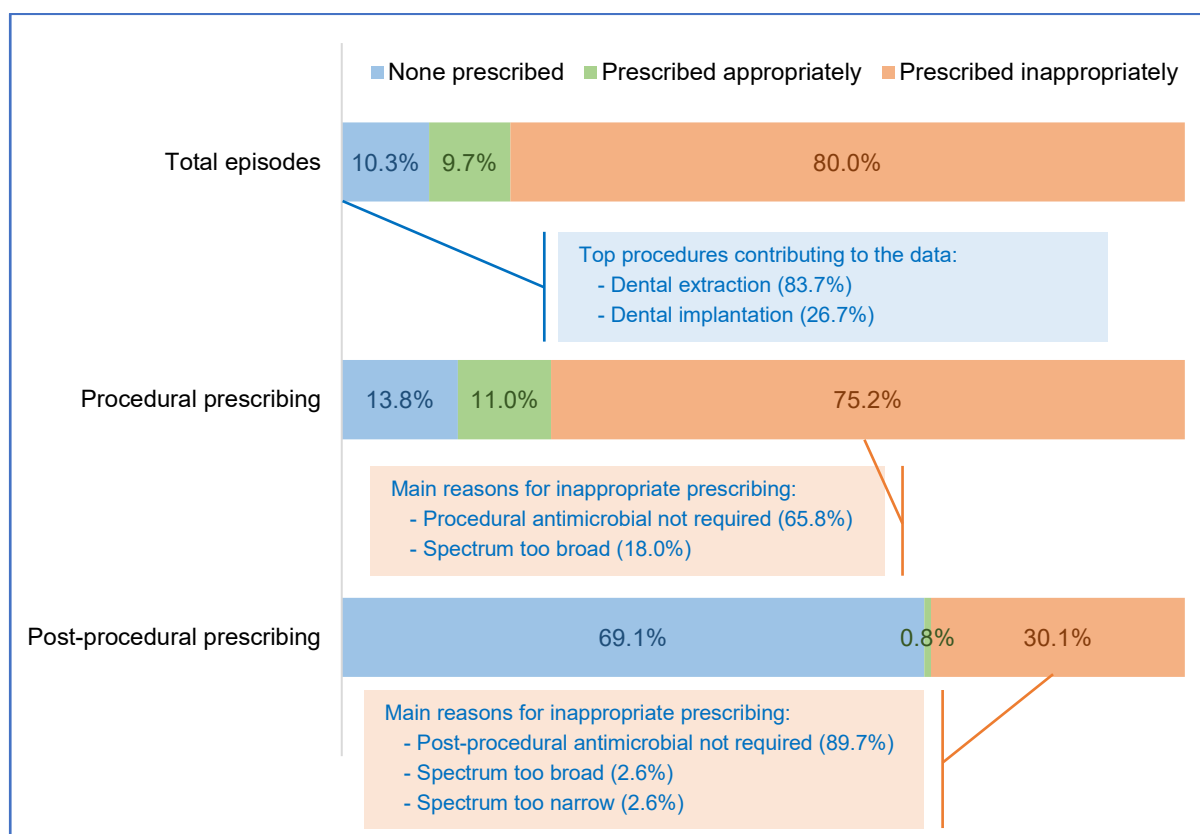 None prescribed Prescribed appropriately Prescribed inappropriately
Total episodes 10.3% 9.7% 80.0%
Top procedures contributing to the data:
- Dental extraction (83.7%)
- Dental implantation (26.7%)
Procedural prescribing 13.8% 11.0% 75.2%
Main reasons for inappropriate prescribing:
- Procedural antimicrobial not required (65.8%)
- Spectrum too broad (18.0%)
Post-procedural prescribing 69.1% 0.8% 30.1%
Main reasons for inappropriate prescribing:
- Post-procedural antimicrobial not required (89.7%)
- Spectrum too broad (2.6%)
- Spectrum too narrow (2.6%)